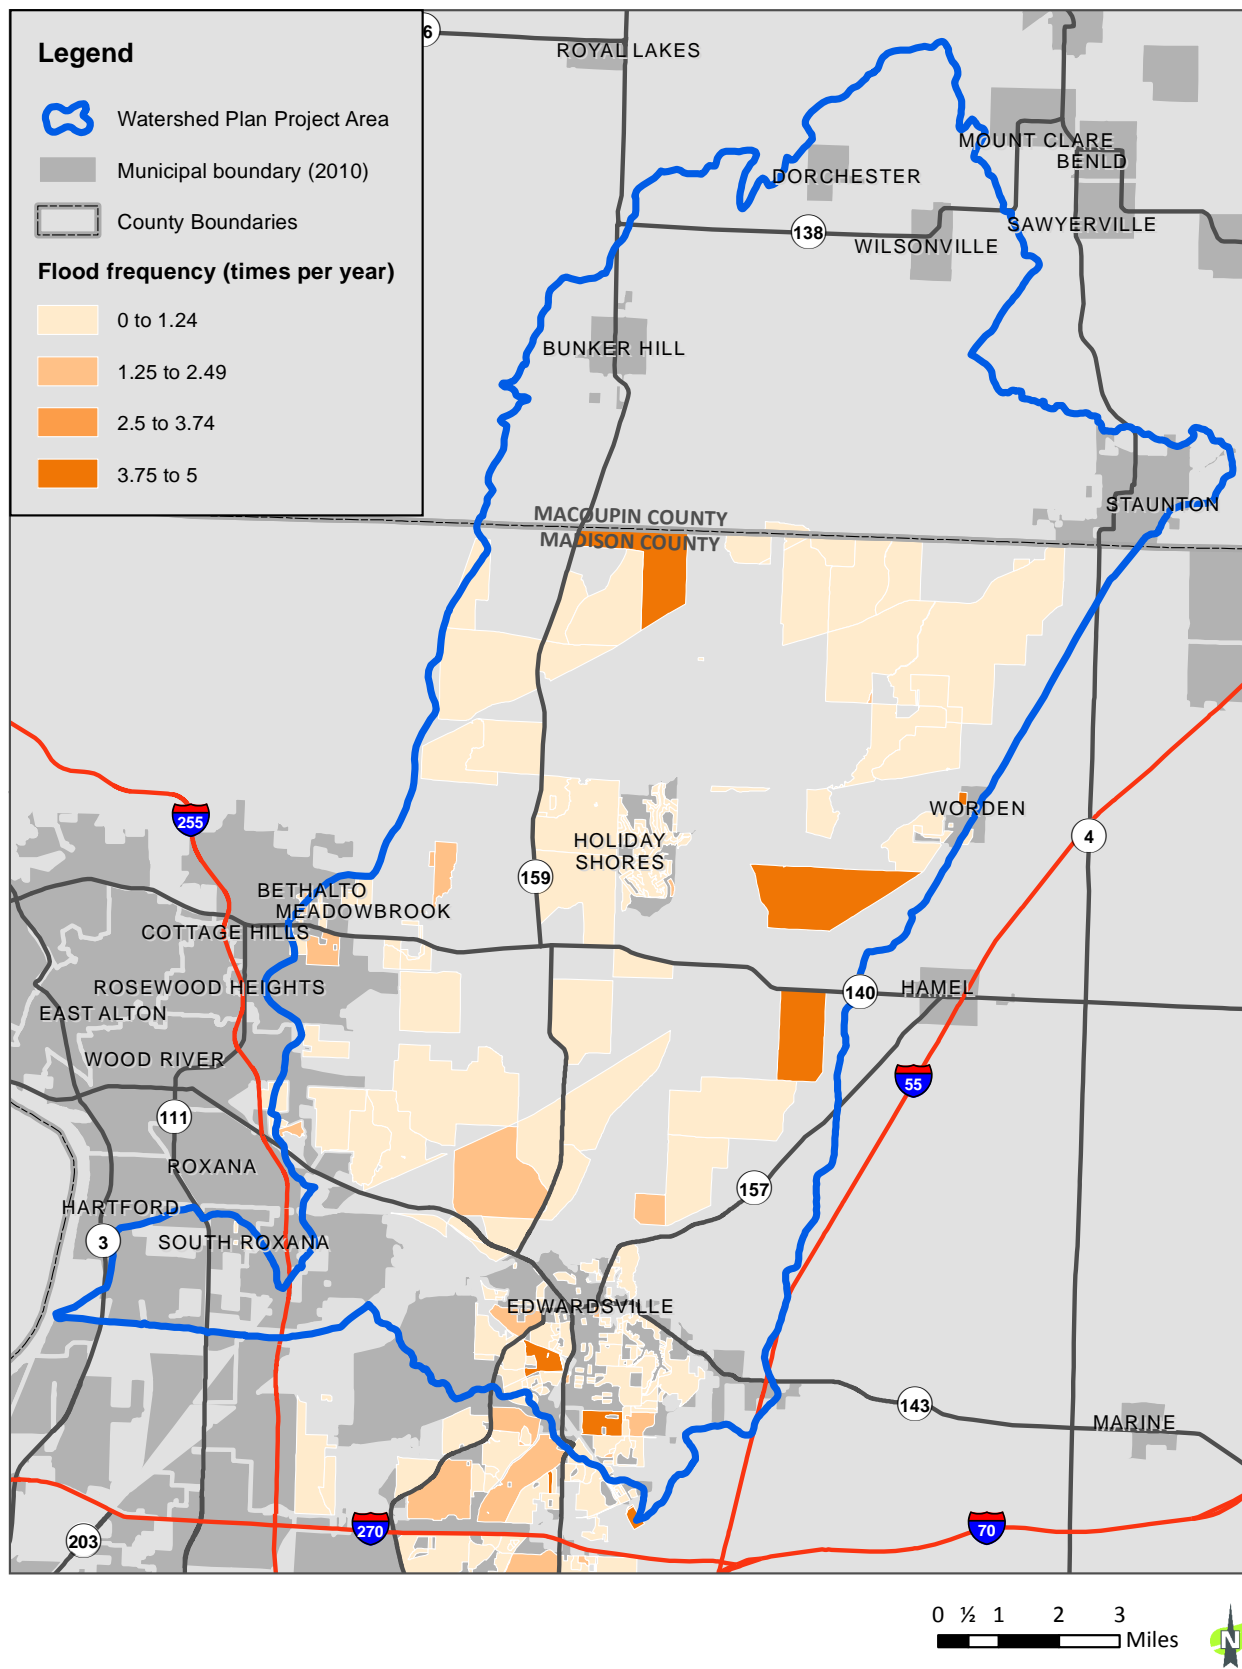 Legend
Watershed Plan Project Area
Municipal boundary (2010)
County Boundaries
Flood frequency (times per year)
0 to 1.24
1.25 to 2.49
2.5 to 3.74
3.75 to 5
6
ROYAL LAKES
MOUNT CLARE
BENLD
DORCHESTER
138
SAWYERVILLE
WILSONVILLE
BUNKER HILL
STAUNTON
MACOUPIN COUNTY
MADISON COUNTY
255
WORDEN
4
HOLIDAY
SHORES
159
BETHALTO
MEADOWBROOK
COTTAGE HILLS
ROSEWOOD HEIGHTS
140
HAMEL
EAST ALTON
WOOD RIVER
55
111
ROXANA
157
HARTFORD
3
SOUTH ROXANA
EDWARDSVILLE
143
MARINE
270
70
203
0 ½ 1 2 3
Miles
N